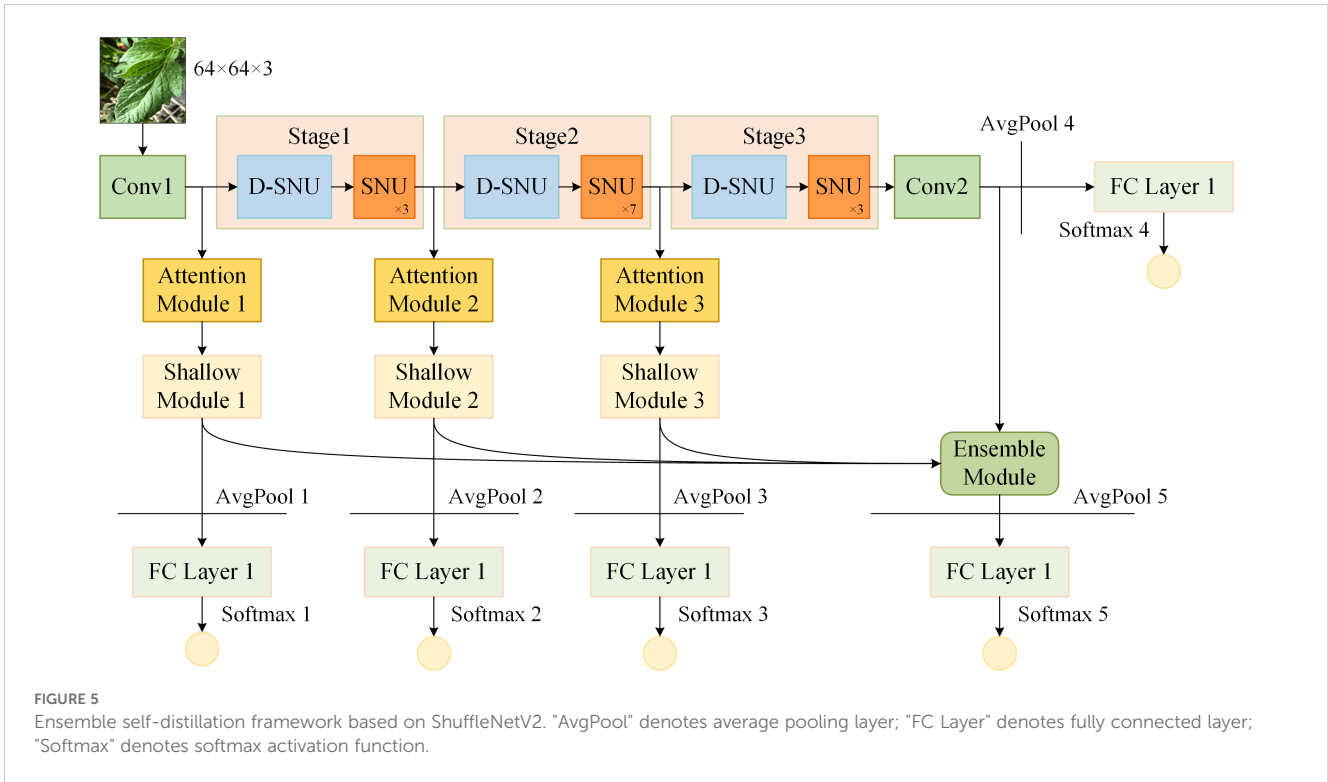 64×64×3
Stage1
Stage2
Stage3
AvgPool 4
Conv1
D-SNU
SNU
×3
D-SNU
SNU
×7
D-SNU
SNU
×3
Conv2
FC Layer 1
Softmax 4
Attention
Module 1
Attention
Module 2
Attention
Module 3
Shallow
Module 1
Shallow
Module 2
Shallow
Module 3
Ensemble
Module
AvgPool 1
AvgPool 2
AvgPool 3
AvgPool 5
FC Layer 1
FC Layer 1
FC Layer 1
FC Layer 1
Softmax 1
Softmax 2
Softmax 3
Softmax 5
FIGURE 5
Ensemble self-distillation framework based on ShuffleNetV2. "AvgPool" denotes average pooling layer; "FC Layer" denotes fully connected layer;
"Softmax" denotes softmax activation function.